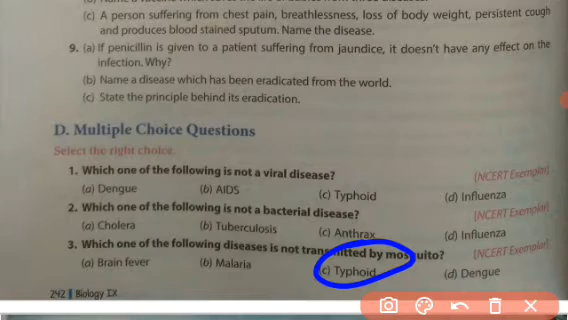 (c) A person suffering from chest pain, breathlessness, loss of body weight, persistent cough
and produces blood stained sputum. Name the disease.
9. (a) If penicillin is given to a patient suffering from jaundice, it doesn't have any effect on the
infection. Why?
(b) Name a disease which has been eradicated from the world.
(c) State the principle behind its eradication.
D. Multiple Choice Questions
Select the right choice.
1. Which one of the following is not a viral disease? [NCERT Exemplar]
(a) Dengue (b) AIDS (c) Typhoid (d) Influenza
2. Which one of the following is not a bacterial disease? [NCERT Exemplar]
(a) Cholera (b) Tuberculosis (c) Anthrax (d) Influenza
3. Which one of the following diseases is not transmitted by mosquito? [NCERT Exemplar]
(a) Brain fever (b) Malaria (c) Typhoid (d) Dengue
242 Biology IX